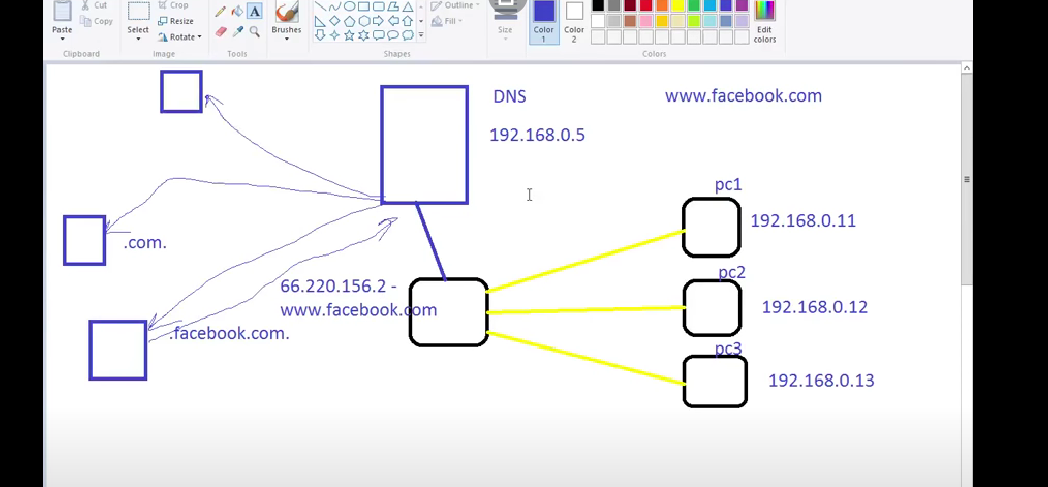 Cut
Copy
Paste
Crop
Resize
Rotate
Select
A
Brushes
Outline
Fill
Size
Color
1
Color
2
Edit
colors
Clipboard
Image
Tools
Shapes
Colors
DNS
www.facebook.com
192.168.0.5
pc1
192.168.0.11
.com.
pc2
66.220.156.2 -
www.facebook.com
192.168.0.12
.facebook.com.
pc3
192.168.0.13